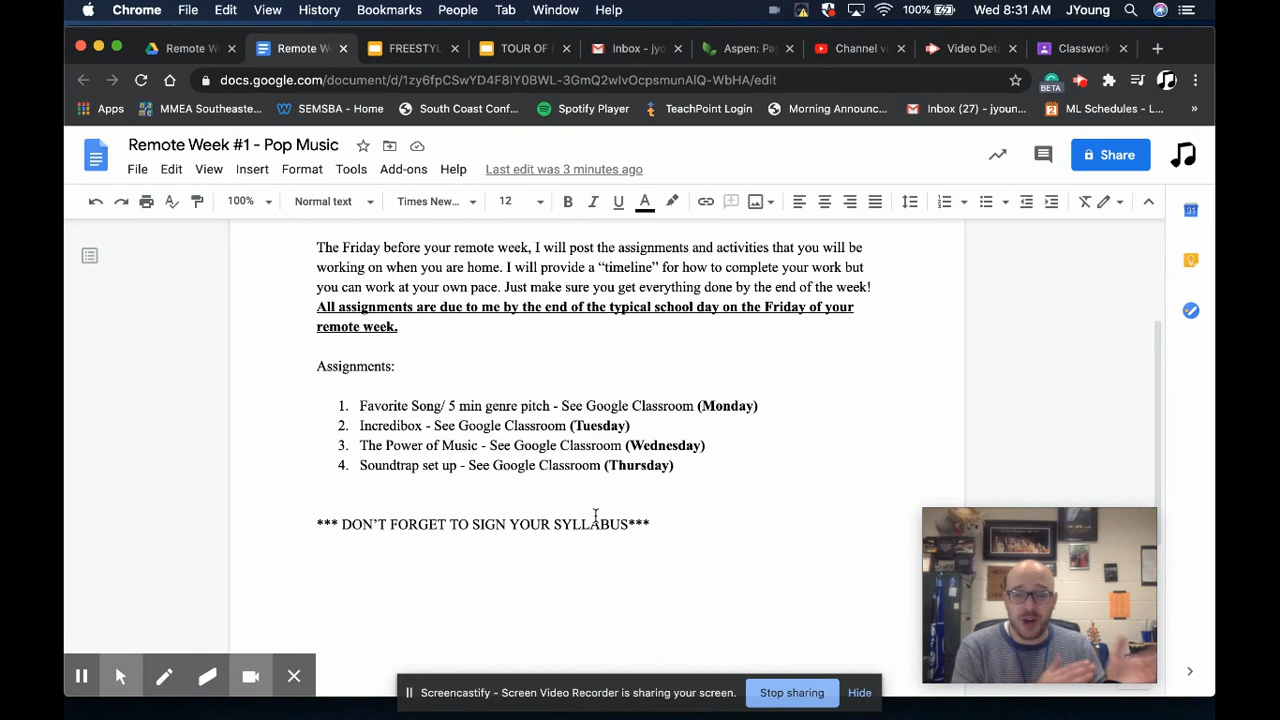 Chrome File Edit View History Bookmarks People Tab Window Help 100% Wed 8:31 AM JYoung
Remote W Remote W FREESTYL TOUR OF Inbox - jyo Aspen: Pa Channel vi Video Det Classwork
docs.google.com/document/d/1zy6fpCSwYD4F8IY0BWL-3GmQ2wIvOcpsmunAlQ-WbHA/edit BETA
Apps MMEA Southeaste... SEMSBA - Home South Coast Conf... Spotify Player TeachPoint Login Morning Announc... Inbox (27) - jyoun... ML Schedules - L... »
Remote Week #1 - Pop Music
File Edit View Insert Format Tools Add-ons Help Last edit was 3 minutes ago
Share
100% Normal text Times New... 12 B I U A
31
The Friday before your remote week, I will post the assignments and activities that you will be
working on when you are home. I will provide a “timeline” for how to complete your work but
you can work at your own pace. Just make sure you get everything done by the end of the week!
All assignments are due to me by the end of the typical school day on the Friday of your
remote week.
Assignments:
1. Favorite Song/ 5 min genre pitch - See Google Classroom (Monday)
2. Incredibox - See Google Classroom (Tuesday)
3. The Power of Music - See Google Classroom (Wednesday)
4. Soundtrap set up - See Google Classroom (Thursday)
*** DON’T FORGET TO SIGN YOUR SYLLABUS***
Screencastify - Screen Video Recorder is sharing your screen. Stop sharing Hide